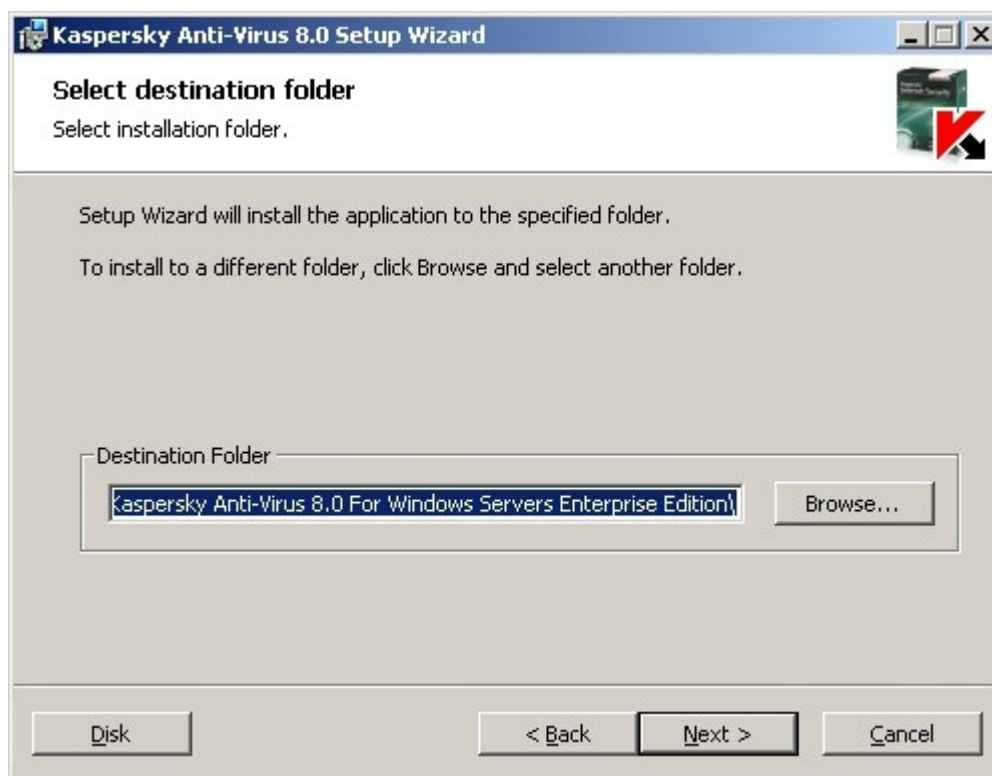 Kaspersky Anti-Virus 8.0 Setup Wizard
Select destination folder
Select installation folder.
Setup Wizard will install the application to the specified folder.
To install to a different folder, click Browse and select another folder.
Destination Folder
Kaspersky Anti-Virus 8.0 For Windows Servers Enterprise Edition\
Browse...
Disk
< Back
Next >
Cancel